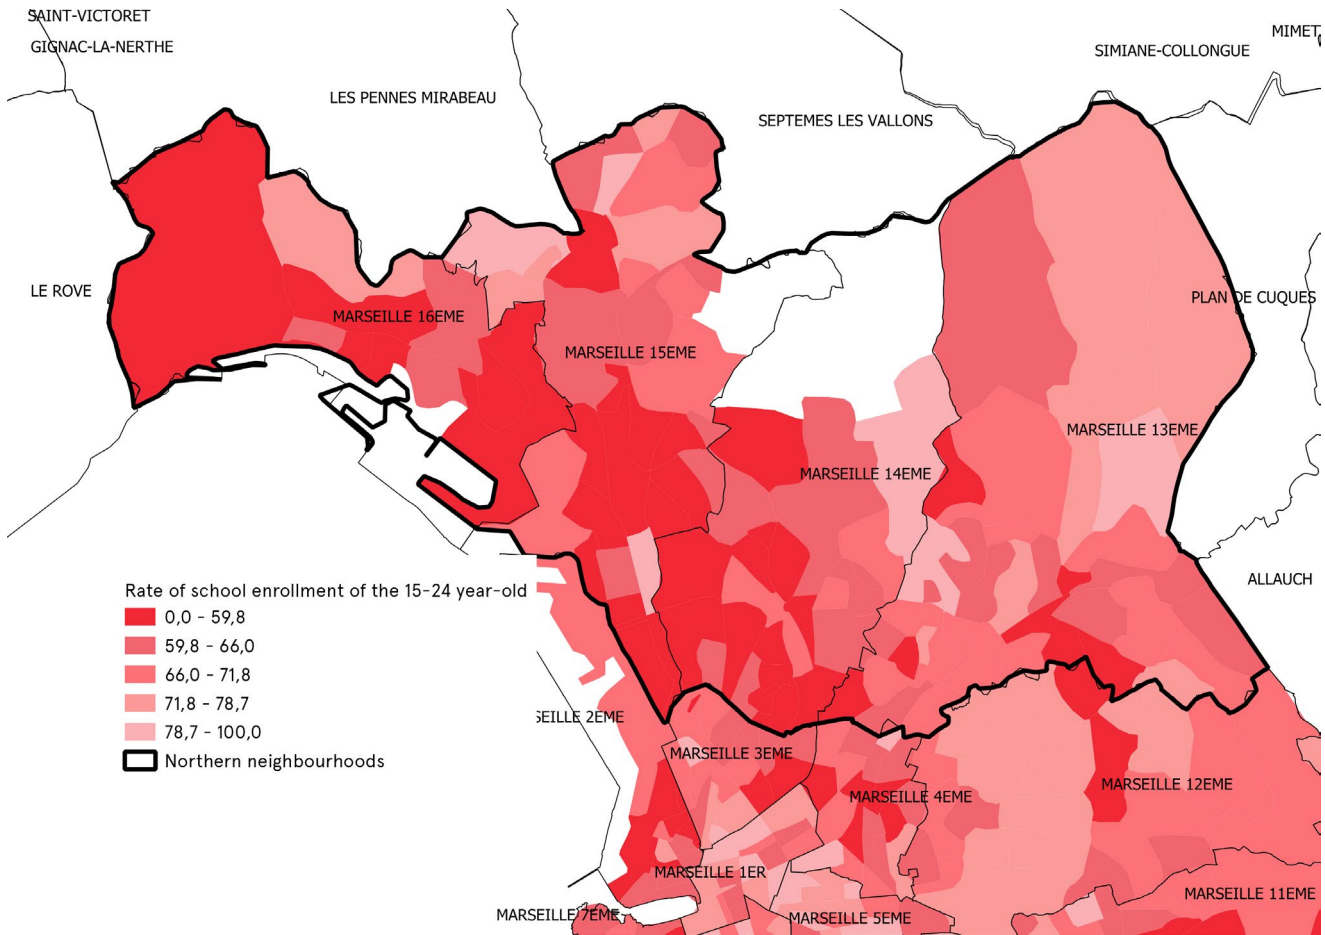 SAINT-VICTORET
GIGNAC-LA-NERTHE
MIMET
SIMIANE-COLLONGUE
LES PENNES MIRABEAU
SEPTEMES LES VALLONS
LE ROVE
PLAN DE CUQUES
MARSEILLE 16EME
MARSEILLE 15EME
MARSEILLE 13EME
MARSEILLE 14EME
ALLAUCH
Rate of school enrollment of the 15-24 year-old
0,0 - 59,8
59,8 - 66,0
66,0 - 71,8
71,8 - 78,7
78,7 - 100,0
Northern neighbourhoods
SEILLE 2EME
MARSEILLE 3EME
MARSEILLE 4EME
MARSEILLE 12EME
MARSEILLE 1ER
MARSEILLE 11EME
MARSEILLE 7EME
MARSEILLE 5EME